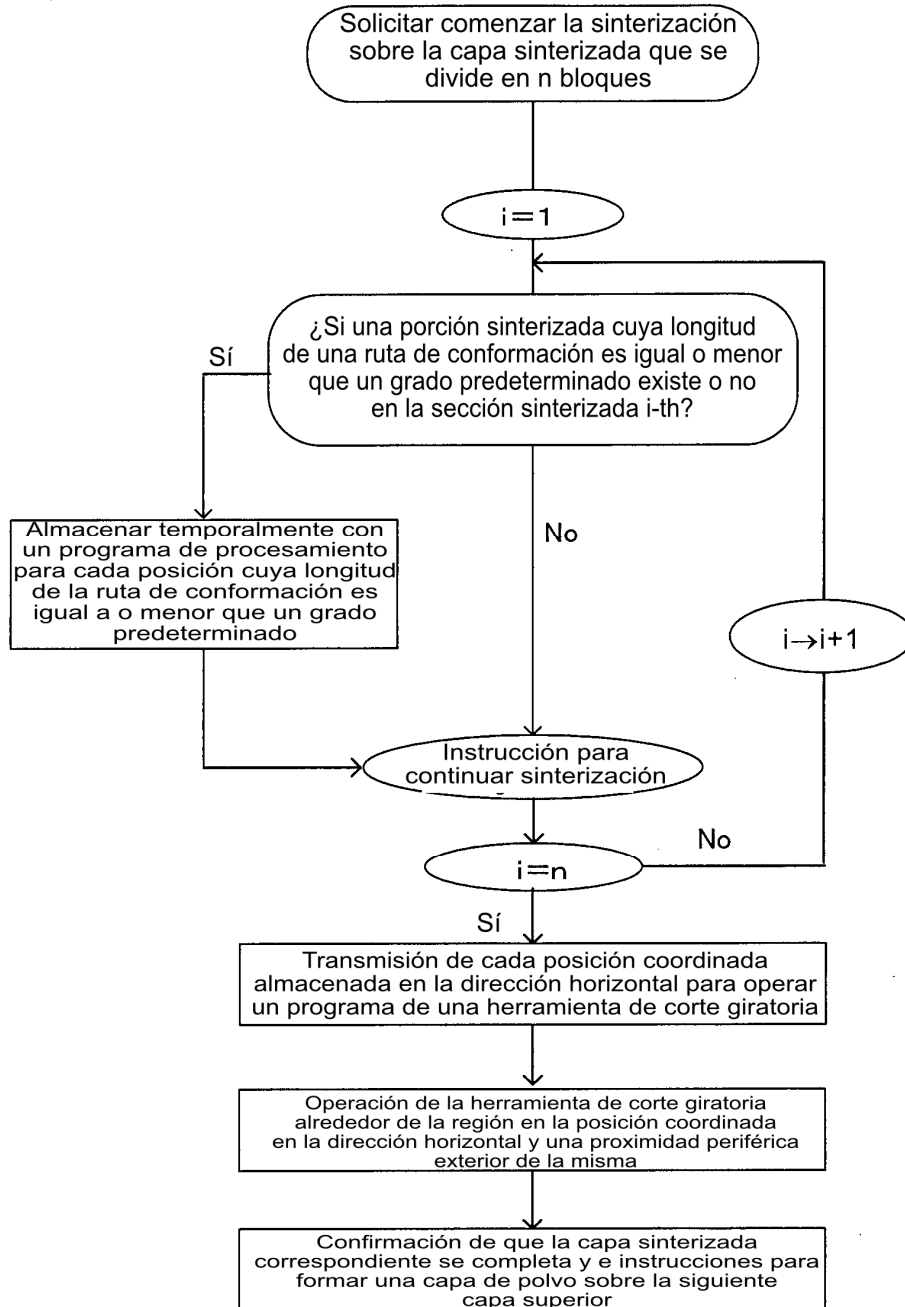 Solicitar comenzar la sinterización
sobre la capa sinterizada que se
divide en n bloques
i=1
¿Si una porción sinterizada cuya longitud
de una ruta de conformación es igual o menor
que un grado predeterminado existe o no
en la sección sinterizada i-th?
Sí
No
Almacenar temporalmente con
un programa de procesamiento
para cada posición cuya longitud
de la ruta de conformación es
igual a o menor que un grado
predeterminado
i→i+1
Instrucción para
continuar sinterización
i=n
No
Sí
Transmisión de cada posición coordinada
almacenada en la dirección horizontal para operar
un programa de una herramienta de corte giratoria
Operación de la herramienta de corte giratoria
alrededor de la región en la posición coordinada
en la dirección horizontal y una proximidad periférica
exterior de la misma
Confirmación de que la capa sinterizada
correspondiente se completa y e instrucciones para
formar una capa de polvo sobre la siguiente
capa superior